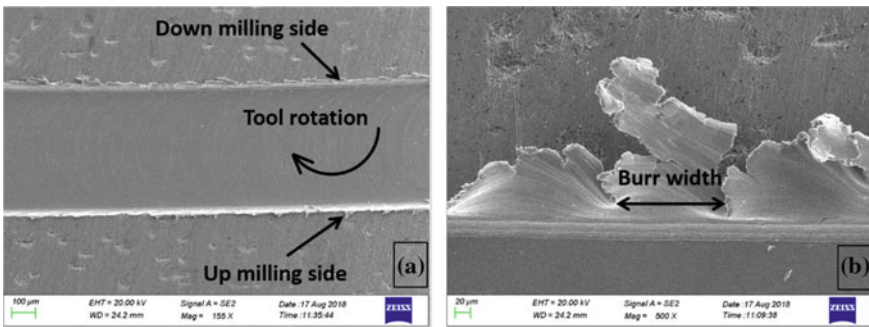 Down milling side
Tool rotation
Up milling side
(a)
100 µm
EHT = 20.00 kV
WD = 24.2 mm
Signal A = SE2
Mag = 155 X
Date :17 Aug 2018
Time :11:35:44
ZEISS
Burr width
(b)
20 µm
EHT = 20.00 kV
WD = 24.2 mm
Signal A = SE2
Mag = 500 X
Date :17 Aug 2018
Time :11:09:38
ZEISS